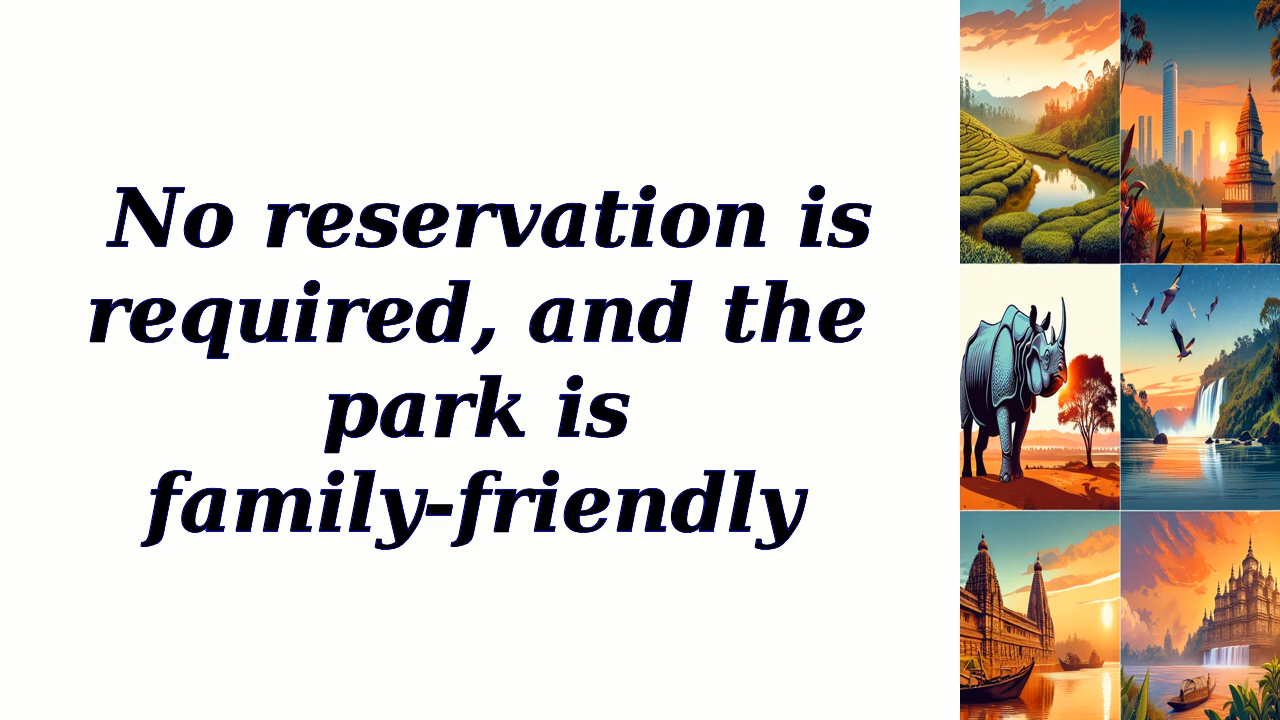 No reservation is
required, and the
park is
family-friendly